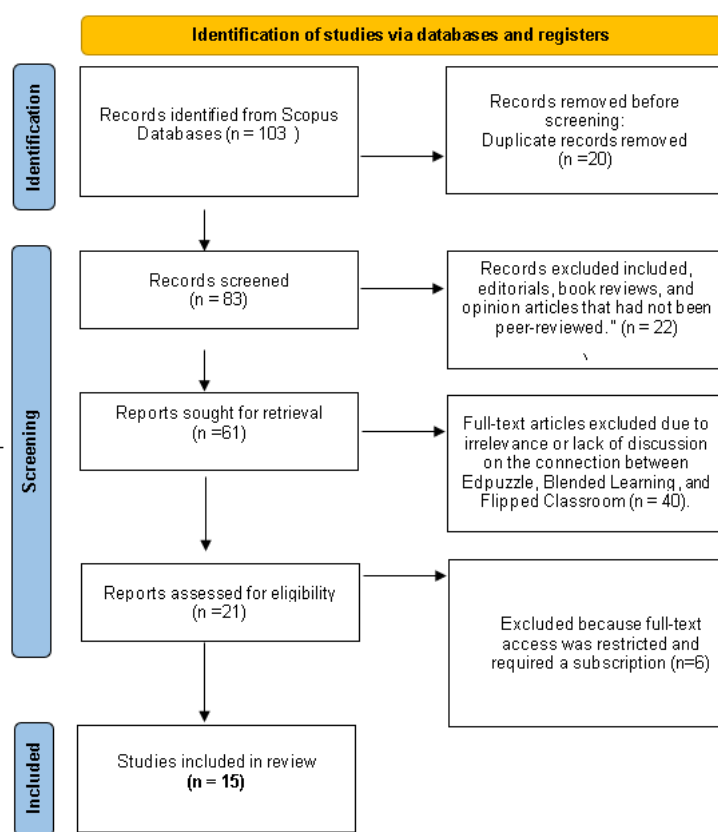 Identification of studies via databases and registers
Identification
Records identified from Scopus
Databases (n = 103 )
Records removed before
screening:
Duplicate records removed
(n =20)
Screening
Records screened
(n = 83)
Records excluded included,
editorials, book reviews, and
opinion articles that had not been
peer-reviewed." (n = 22)
\
Reports sought for retrieval
(n =61)
Full-text articles excluded due to
irrelevance or lack of discussion
on the connection between
Edpuzzle, Blended Learning, and
Flipped Classroom (n = 40).
Reports assessed for eligibility
(n =21)
Excluded because full-text
access was restricted and
required a subscription (n=6)
Included
Studies included in review
(n = 15)